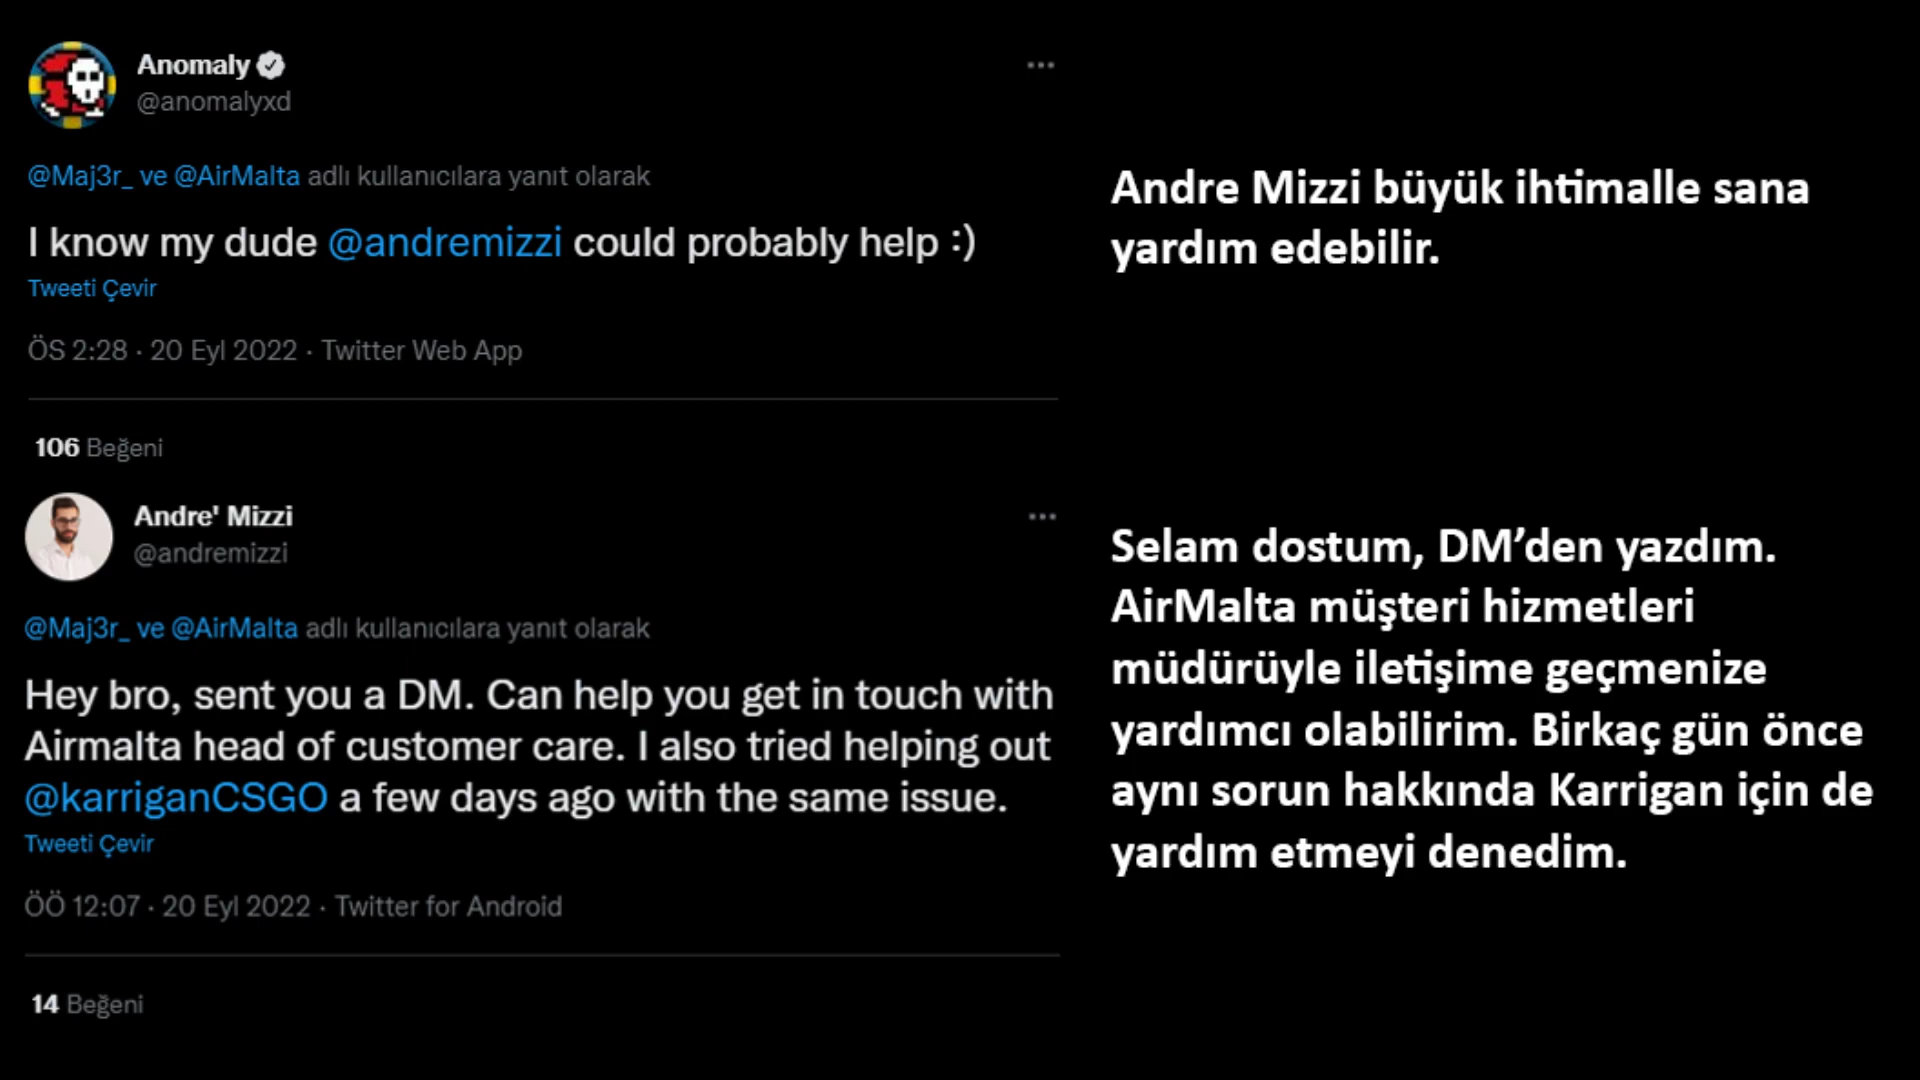 Anomaly
@anomalyxd
@Maj3r_ ve @AirMalta adlı kullanıcılara yanıt olarak
I know my dude @andremizzi could probably help :)
Tweeti Çevir
ÖS 2:28 · 20 Eyl 2022 · Twitter Web App
106 Beğeni
Andre Mizzi büyük ihtimalle sana
yardım edebilir.
Andre' Mizzi
@andremizzi
@Maj3r_ ve @AirMalta adlı kullanıcılara yanıt olarak
Hey bro, sent you a DM. Can help you get in touch with
Airmalta head of customer care. I also tried helping out
@karriganCSGO a few days ago with the same issue.
Tweeti Çevir
ÖÖ 12:07 · 20 Eyl 2022 · Twitter for Android
14 Beğeni
Selam dostum, DM’den yazdım.
AirMalta müşteri hizmetleri
müdürüyle iletişime geçmenize
yardımcı olabilirim. Birkaç gün önce
aynı sorun hakkında Karrigan için de
yardım etmeyi denedim.